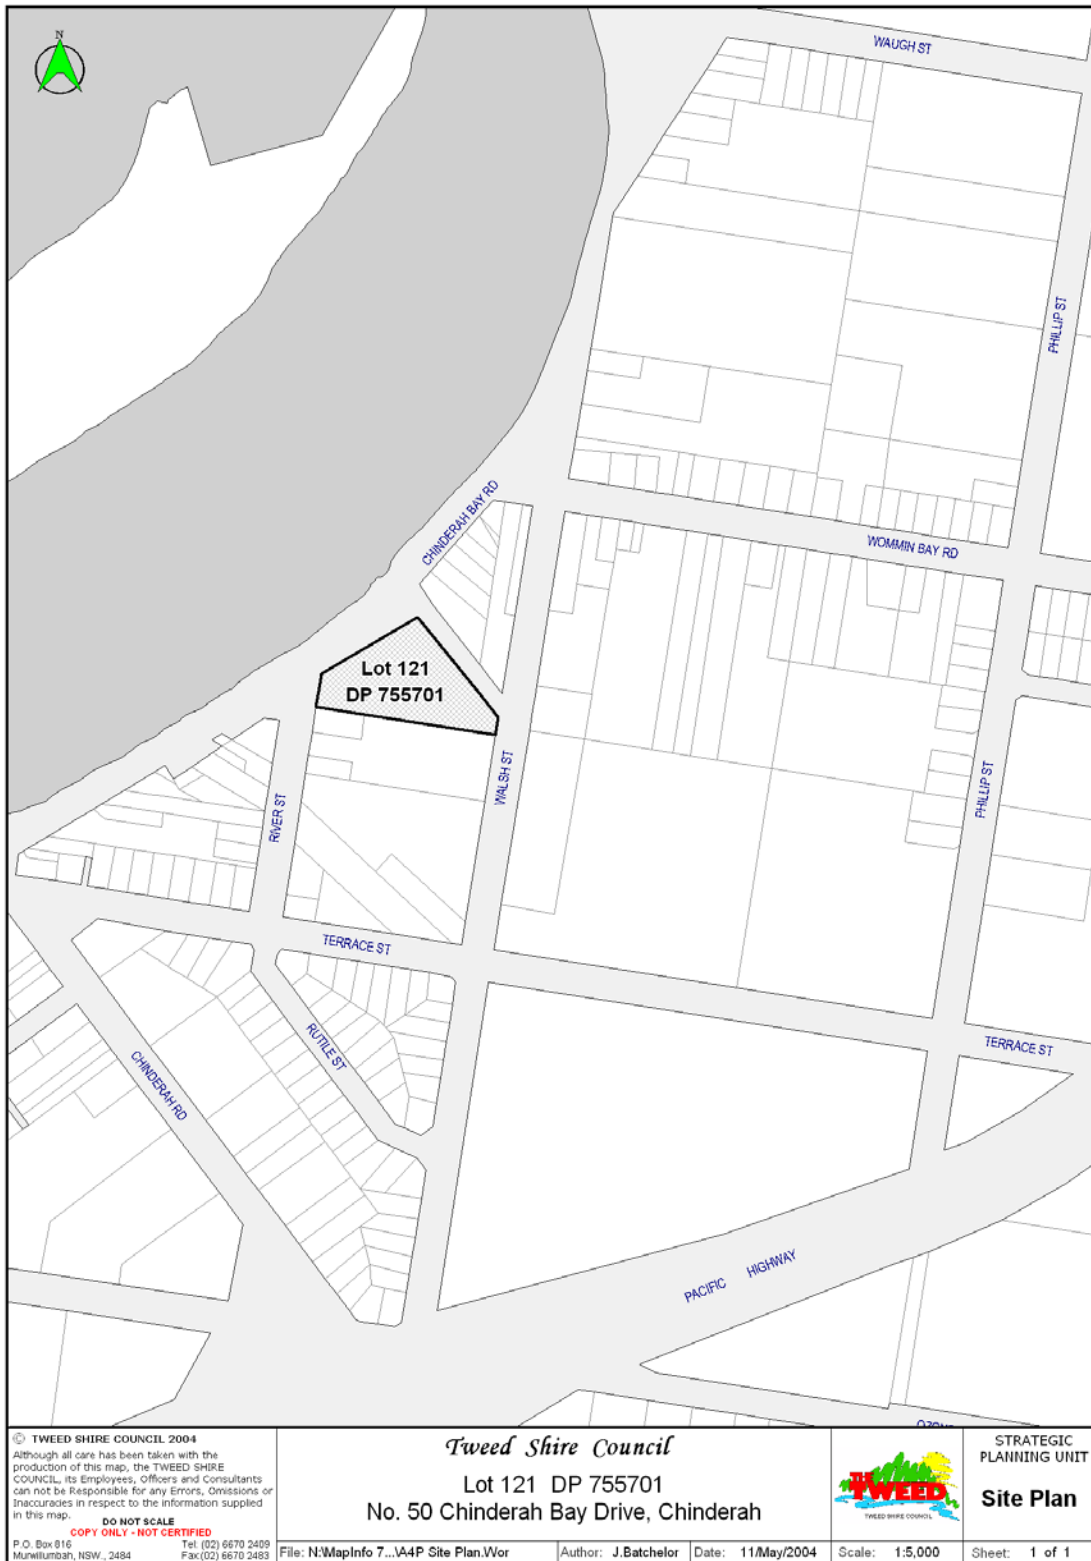 N
WAUGH ST
PHILLIP ST
CHINDERAH BAY RD
WOMMIN BAY RD
Lot 121
DP 755701
WALSH ST
PHILLIP ST
RIVER ST
TERRACE ST
RUTILE ST
TERRACE ST
CHINDERAH RD
PACIFIC HIGHWAY
© TWEED SHIRE COUNCIL 2004
Although all care has been taken with the
production of this map, the TWEED SHIRE
COUNCIL, its Employees, Officers and Consultants
can not be Responsible for any Errors, Omissions or
Inaccuracies in respect to the information supplied
in this map.
DO NOT SCALE
COPY ONLY - NOT CERTIFIED
P.O. Box 816
Murwillumbah, NSW., 2484
Tel: (02) 6670 2409
Fax:(02) 6670 2483
Tweed Shire Council
Lot 121 DP 755701
No. 50 Chinderah Bay Drive, Chinderah
File: N:\MapInfo 7...\A4P Site Plan.Wor
Author: J.Batchelor
Date: 11/May/2004
THE
TWEED
TWEED SHIRE COUNCIL
Scale: 1:5,000
STRATEGIC
PLANNING UNIT
Site Plan
Sheet: 1 of 1